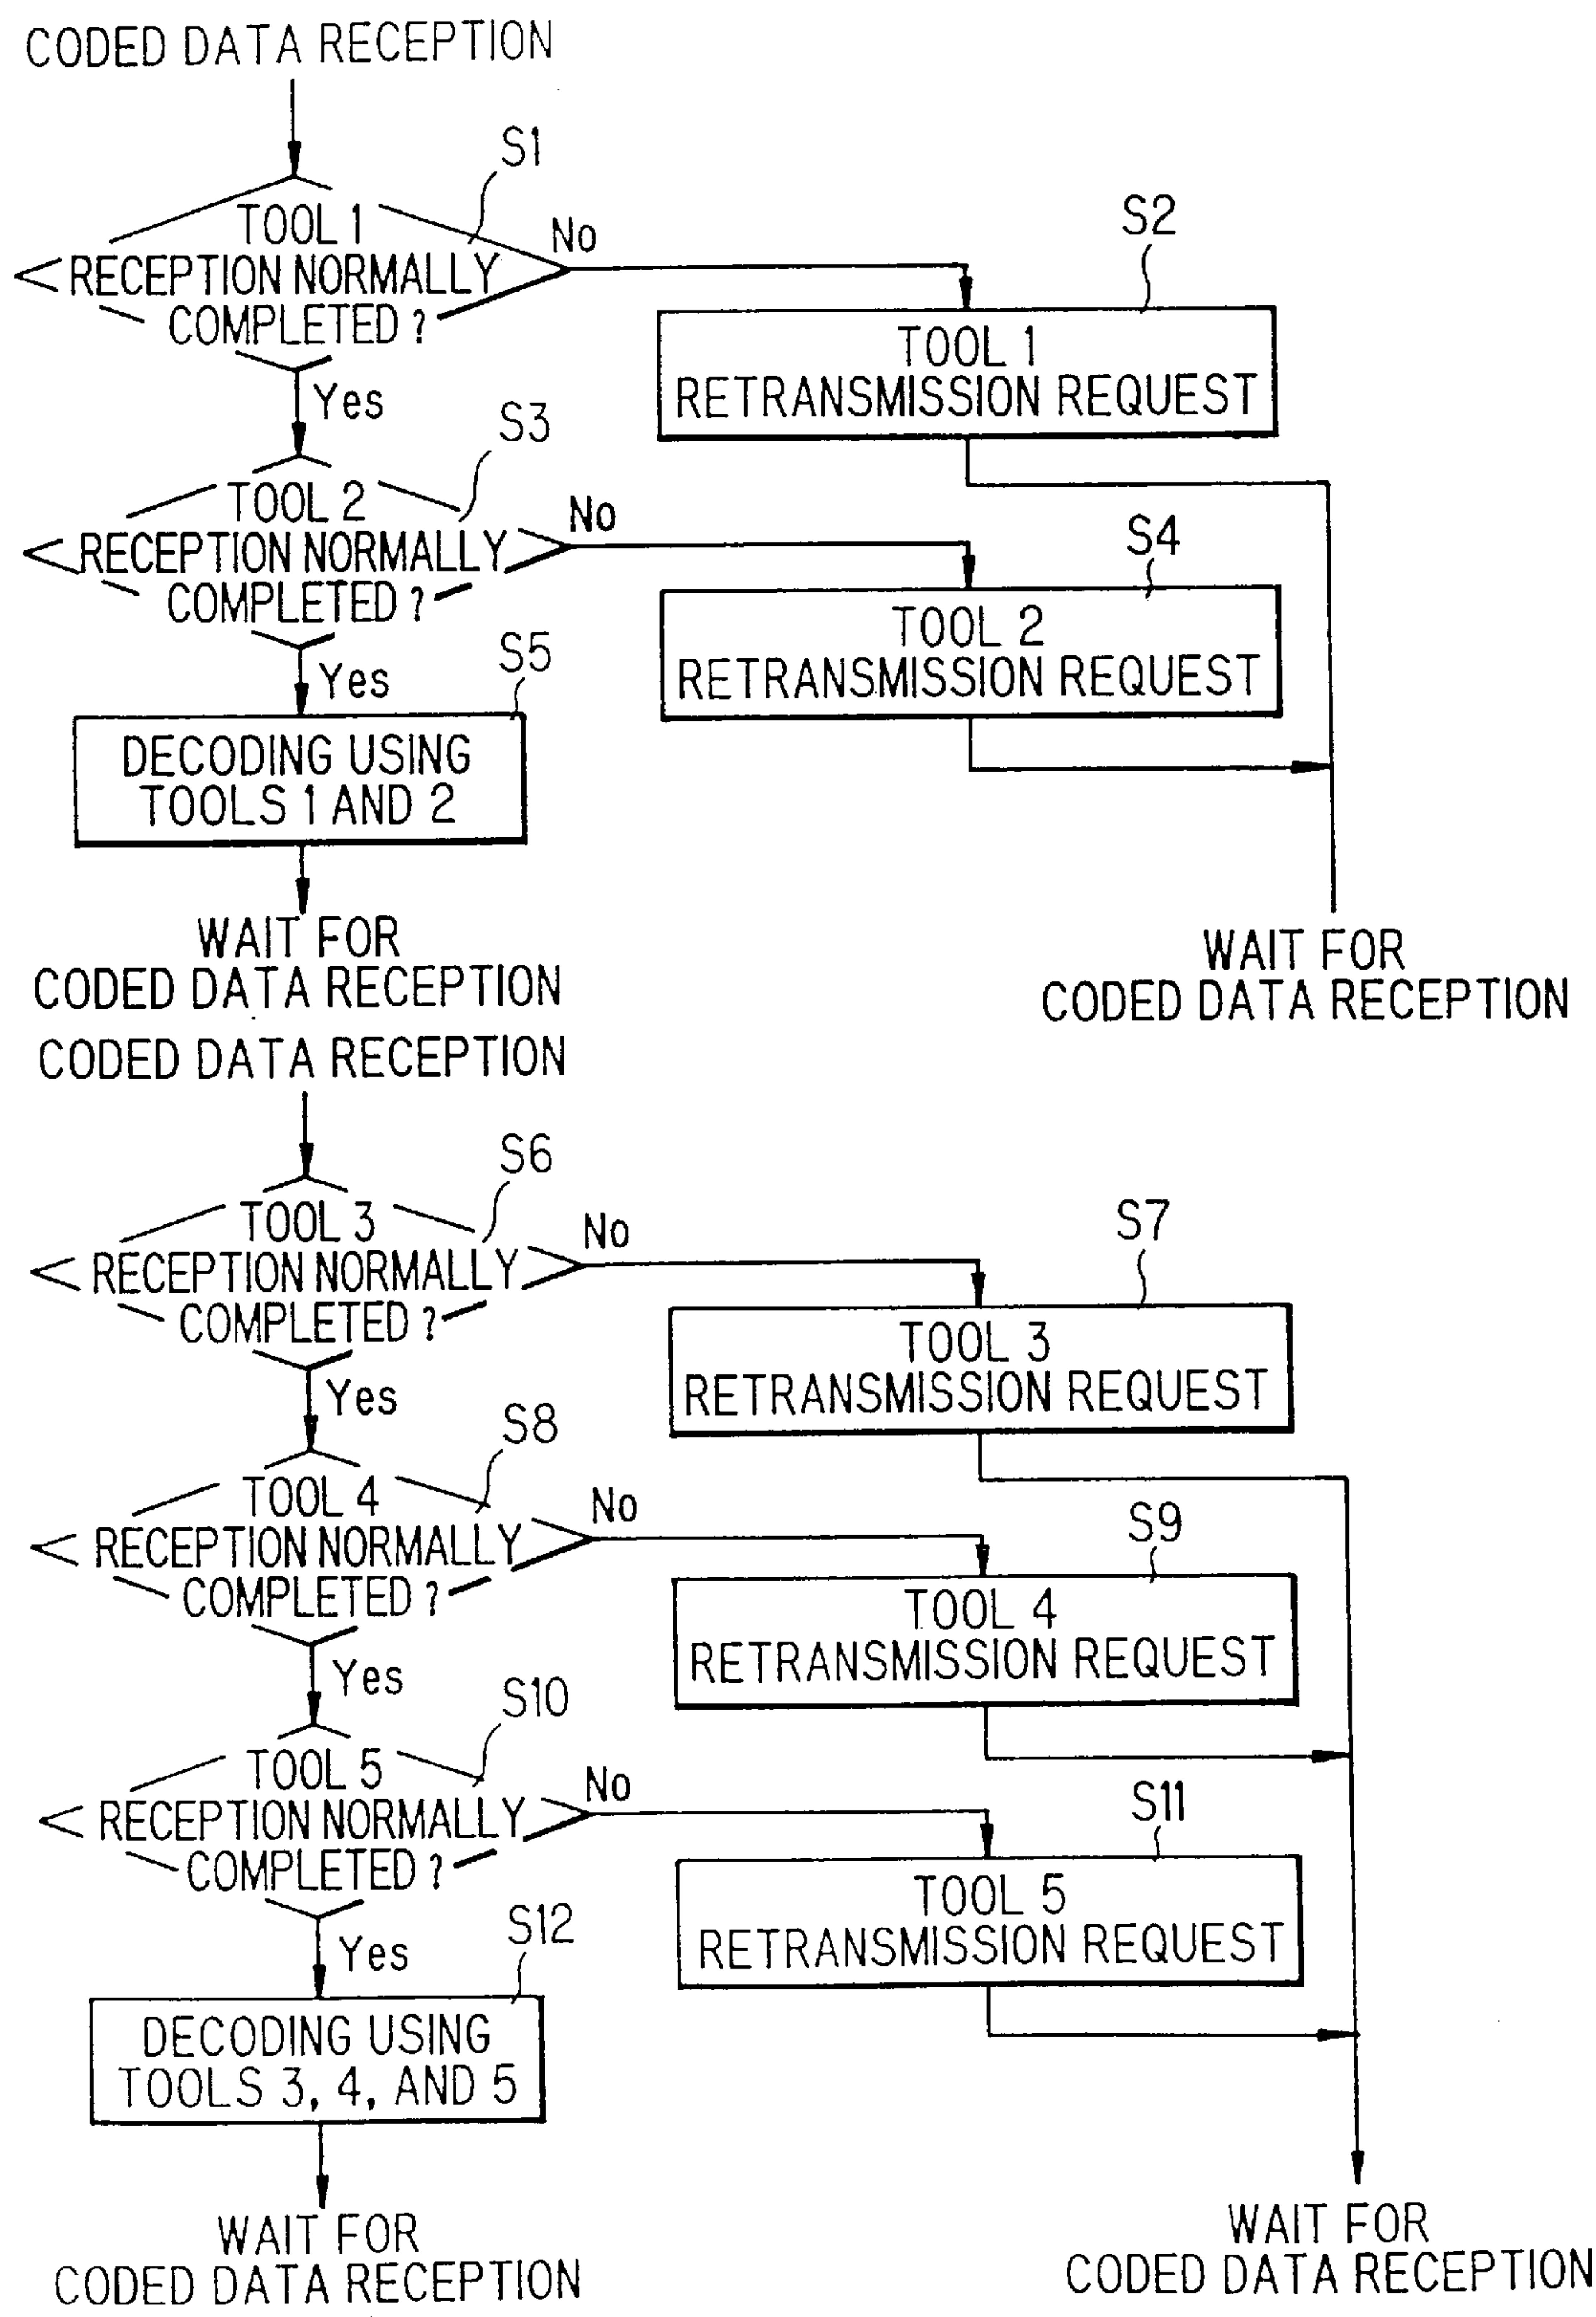 CODED DATA RECEPTION
S1
TOOL 1
RECEPTION NORMALLY
COMPLETED ?
No
S2
TOOL 1
RETRANSMISSION REQUEST
Yes
S3
TOOL 2
RECEPTION NORMALLY
COMPLETED ?
No
S4
TOOL 2
RETRANSMISSION REQUEST
Yes
S5
DECODING USING
TOOLS 1 AND 2
WAIT FOR
CODED DATA RECEPTION
WAIT FOR
CODED DATA RECEPTION
CODED DATA RECEPTION
S6
TOOL 3
RECEPTION NORMALLY
COMPLETED ?
No
S7
TOOL 3
RETRANSMISSION REQUEST
Yes
S8
TOOL 4
RECEPTION NORMALLY
COMPLETED ?
No
S9
TOOL 4
RETRANSMISSION REQUEST
Yes
S10
TOOL 5
RECEPTION NORMALLY
COMPLETED ?
No
S11
TOOL 5
RETRANSMISSION REQUEST
Yes
S12
DECODING USING
TOOLS 3, 4, AND 5
WAIT FOR
CODED DATA RECEPTION
WAIT FOR
CODED DATA RECEPTION